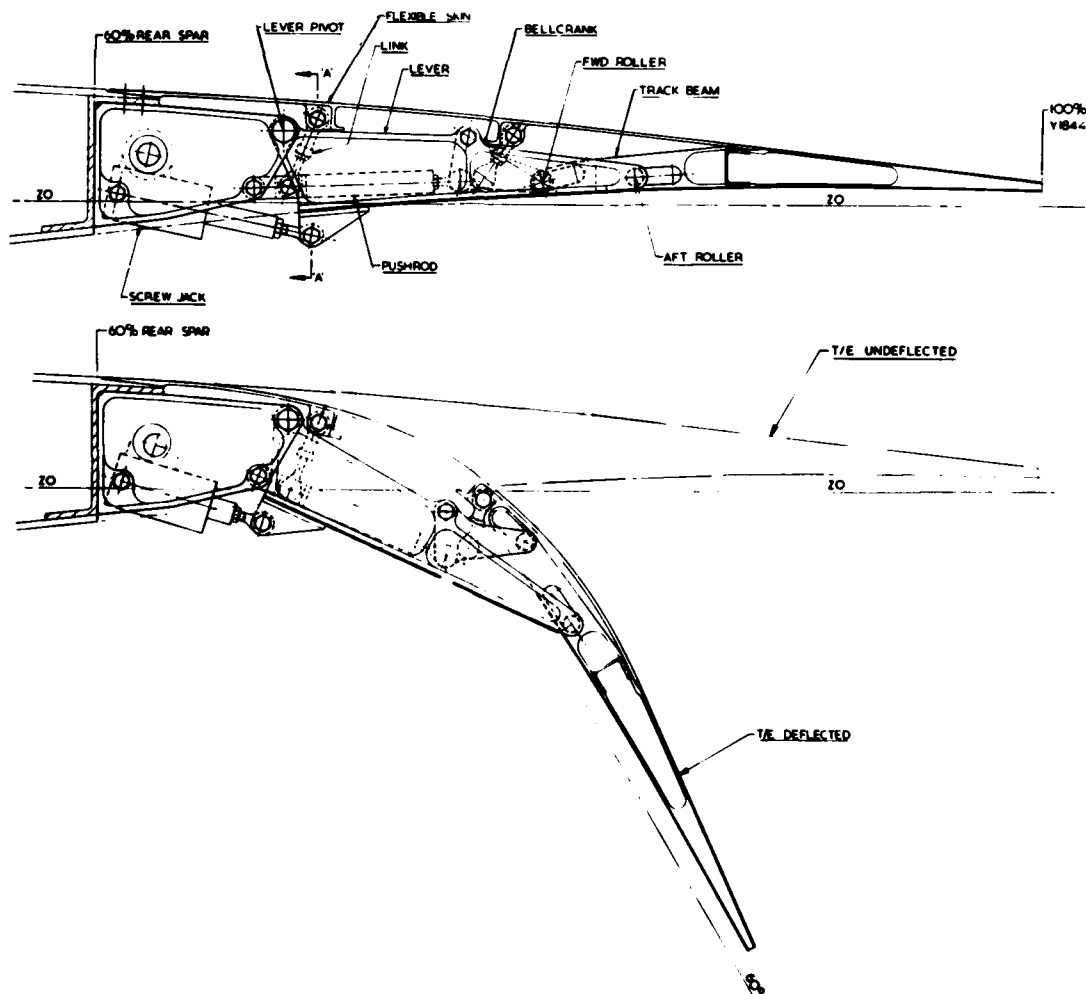 FLEXIBLE SKIN
LEVER PIVOT
60% REAR SPAR
BELLCRANK
LINK
'A'
LEVER
FWD ROLLER
TRACK BEAM
100%
ZO
ZO
AFT ROLLER
PUSHROD
'A'
SCREW JACK
60% REAR SPAR
T/E UNDEFLECTED
ZO
ZO
T/E DEFLECTED